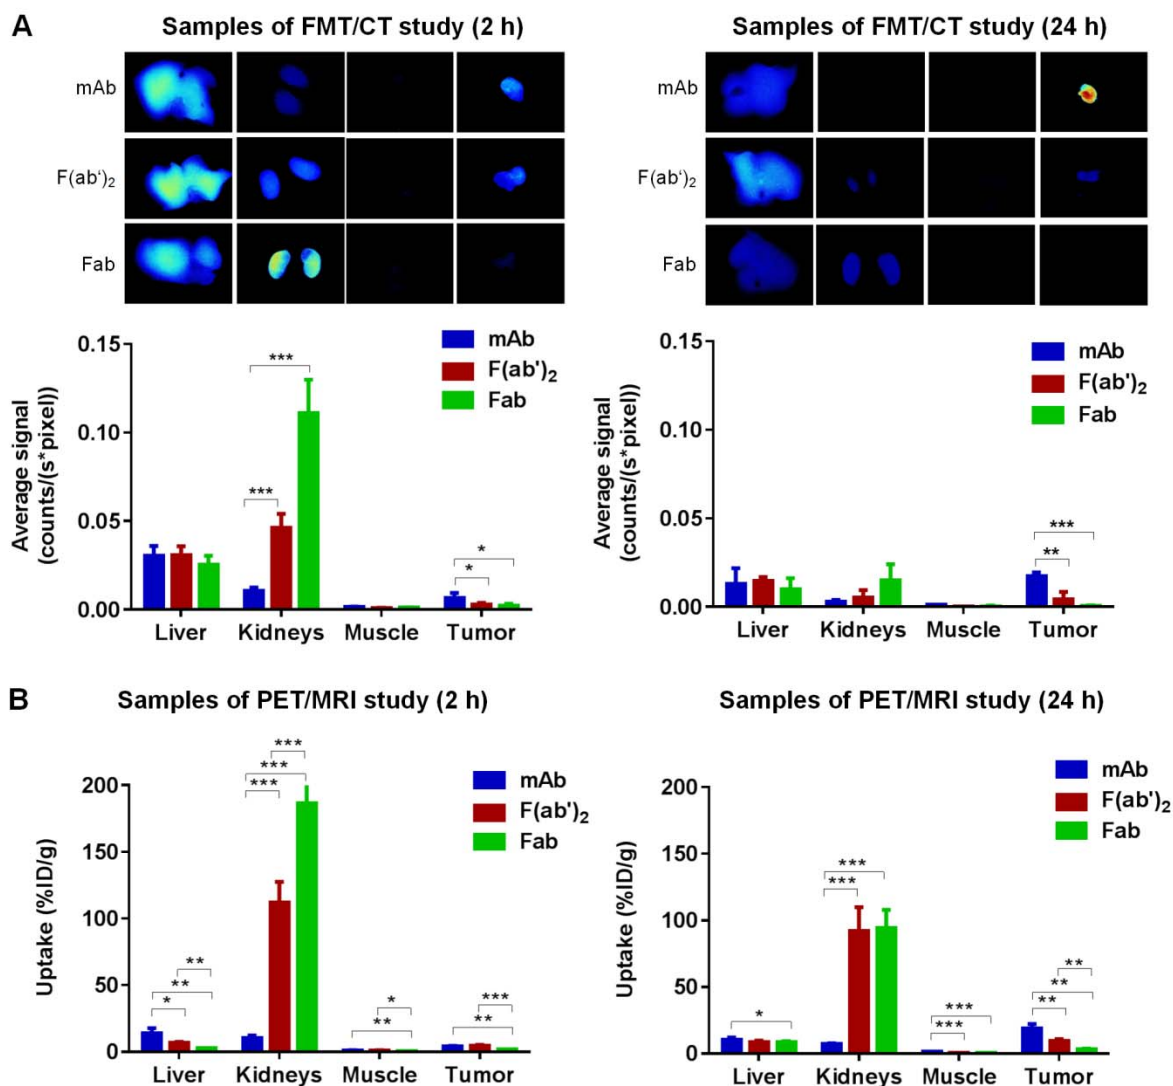 A
Samples of FMT/CT study (2 h)
Samples of FMT/CT study (24 h)
mAb
F(ab')2
Fab
mAb
F(ab')2
Fab
Average signal
(counts/(s*pixel))
0.15
0.10
0.05
0.00
***
***
*
*
mAb
F(ab')2
Fab
Liver Kidneys Muscle Tumor
Average signal
(counts/(s*pixel))
0.15
0.10
0.05
0.00
***
**
mAb
F(ab')2
Fab
Liver Kidneys Muscle Tumor
B
Samples of PET/MRI study (2 h)
Samples of PET/MRI study (24 h)
Uptake (%ID/g)
200
150
100
50
0
**
**
*
***
***
***
*
**
***
**
mAb
F(ab')2
Fab
Liver Kidneys Muscle Tumor
Uptake (%ID/g)
200
150
100
50
0
*
***
***
***
***
**
**
**
mAb
F(ab')2
Fab
Liver Kidneys Muscle Tumor